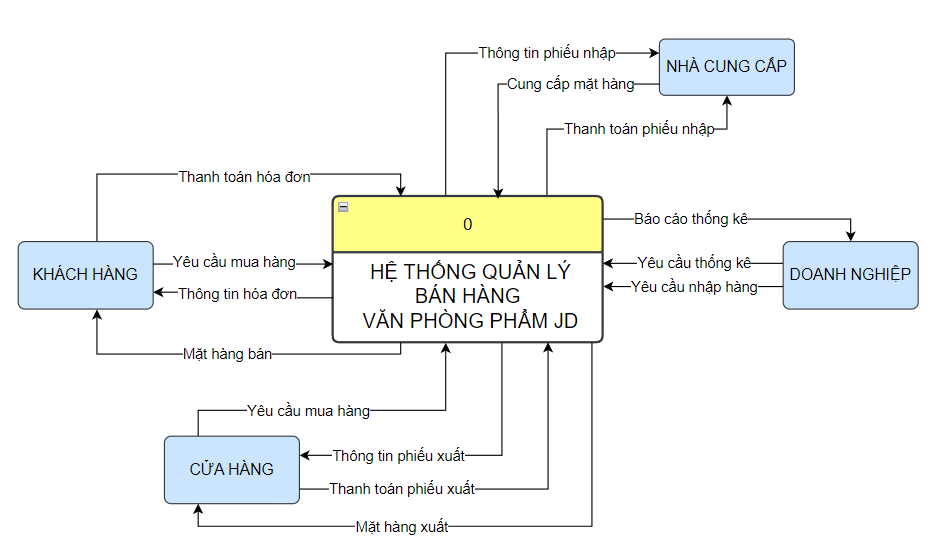 Thông tin phiếu nhập
NHÀ CUNG CẤP
Cung cấp mặt hàng
Thanh toán phiếu nhập
Thanh toán hóa đơn
0
Báo cáo thống kê
KHÁCH HÀNG
Yêu cầu mua hàng
Thông tin hóa đơn
HỆ THỐNG QUẢN LÝ
BÁN HÀNG
VĂN PHÒNG PHẨM JD
Yêu cầu thống kê
Yêu cầu nhập hàng
DOANH NGHIỆP
Mặt hàng bán
Yêu cầu mua hàng
CỬA HÀNG
Thông tin phiếu xuất
Thanh toán phiếu xuất
Mặt hàng xuất